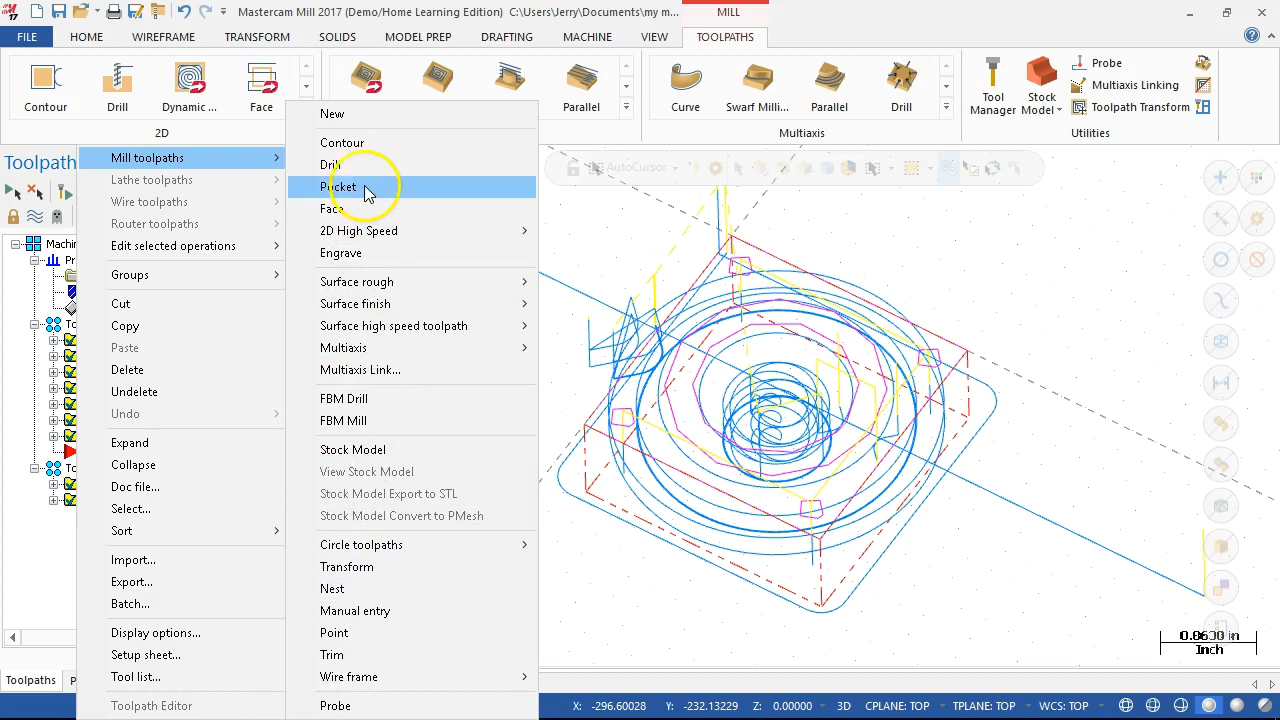 Mastercam Mill 2017 (Demo/Home Learning Edition) C:\Users\Jerry\Documents\my m...
MILL
FILE HOME WIREFRAME TRANSFORM SOLIDS MODEL PREP DRAFTING MACHINE VIEW TOOLPATHS
Contour Drill Dynamic ... Face Parallel Curve Swarf Milli... Parallel Drill Tool Manager Stock Model Probe
Multiaxis Linking
Toolpath Transform
2D Multiaxis Utilities
Toolpath
AutoCursor
Machin
Pr
To
To
Mill toolpaths
Lathe toolpaths
Wire toolpaths
Router toolpaths
Edit selected operations
Groups
Cut
Copy
Paste
Delete
Undelete
Undo
Expand
Collapse
Doc file...
Select...
Sort
Import...
Export...
Batch...
Display options...
Setup sheet...
Tool list...
Toolpath Editor
New
Contour
Drill
Pocket
Face
2D High Speed
Engrave
Surface rough
Surface finish
Surface high speed toolpath
Multiaxis
Multiaxis Link...
FBM Drill
FBM Mill
Stock Model
View Stock Model
Stock Model Export to STL
Stock Model Convert to PMesh
Circle toolpaths
Transform
Nest
Manual entry
Point
Trim
Wire frame
Probe
0.0630 in
Inch
Toolpaths P
X: -296.60028 Y: -232.13229 Z: 0.00000 3D CPLANE: TOP TPLANE: TOP WCS: TOP